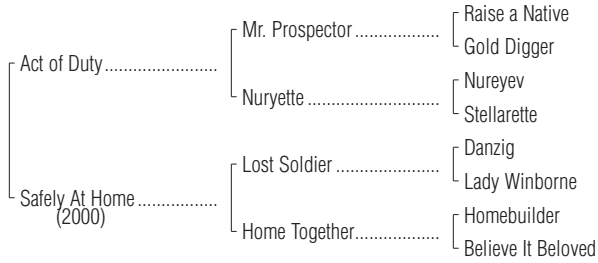 Raise a Native
Mr. Prospector ....................
Gold Digger
Act of Duty ..........................
Nureyev
Nuryette ...............................
Stellarette
Danzig
Lost Soldier ........................
Lady Winborne
Safely At Home ..................
(2000)
Homebuilder
Home Together ....................
Believe It Beloved